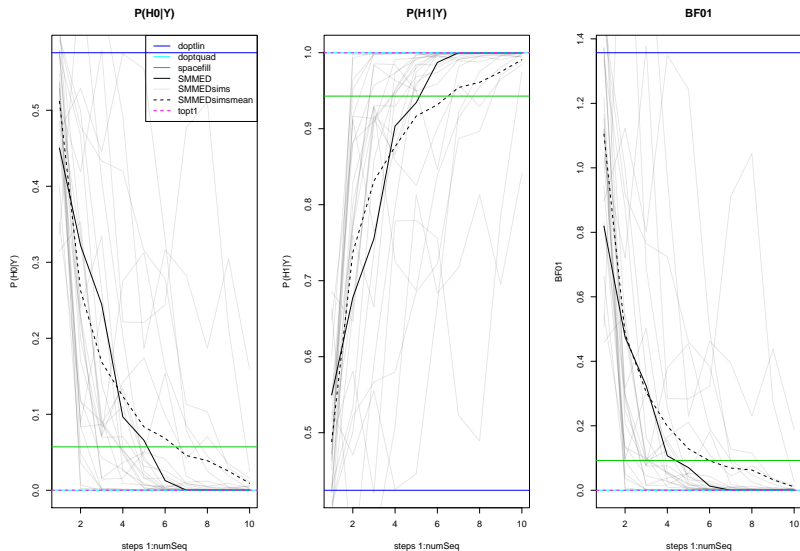 P(H0|Y)
P(H0|Y)
0.0 0.1 0.2 0.3 0.4 0.5
2 4 6 8 10
steps 1:numSeq
doptlin
doptquad
spacefill
SMMED
SMMEDsims
SMMEDsimsmean
topt1
P(H1|Y)
P(H1|Y)
0.5 0.6 0.7 0.8 0.9 1.0
2 4 6 8 10
steps 1:numSeq
BF01
BF01
0.0 0.2 0.4 0.6 0.8 1.0 1.2 1.4
2 4 6 8 10
steps 1:numSeq